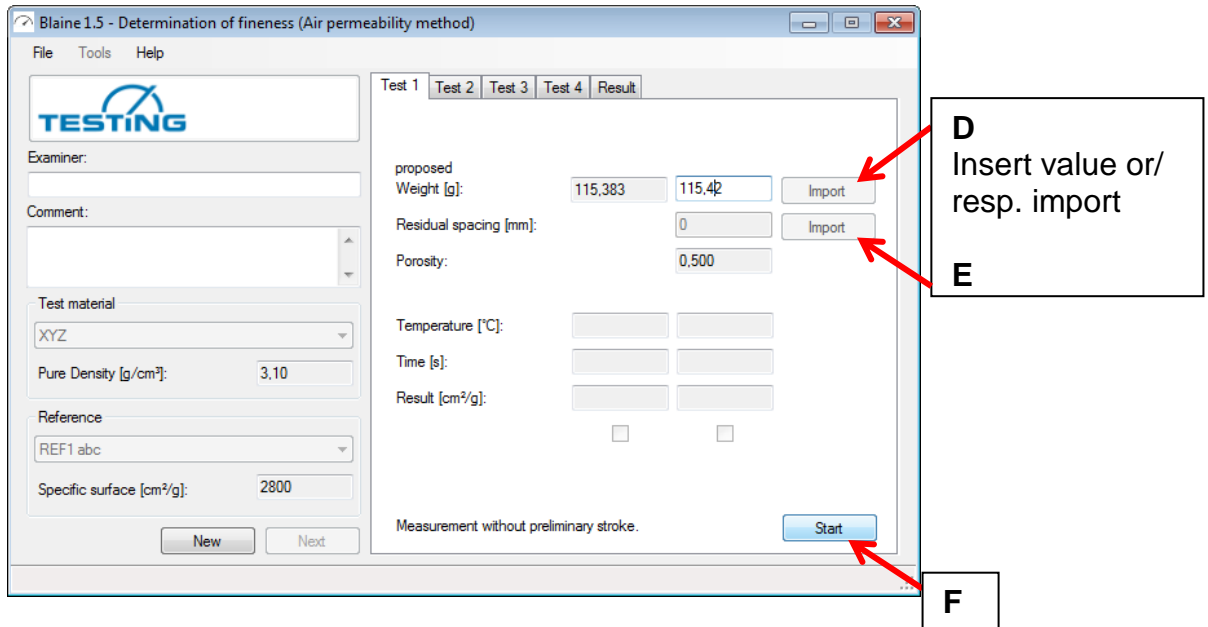 Blaine 1.5 - Determination of fineness (Air permeability method)
File Tools Help
TESTING
Examiner:
Comment:
Test material
XYZ
Pure Density [g/cm³]: 3,10
Reference
REF1 abc
Specific surface [cm²/g]: 2800
New Next
Test 1 Test 2 Test 3 Test 4 Result
proposed
Weight [g]: 115,383 115,42 Import
Residual spacing [mm]: 0 Import
Porosity: 0,500
Temperature [°C]:
Time [s]:
Result [cm²/g]:
Measurement without preliminary stroke. Start
D
Insert value or/
resp. import
E
F